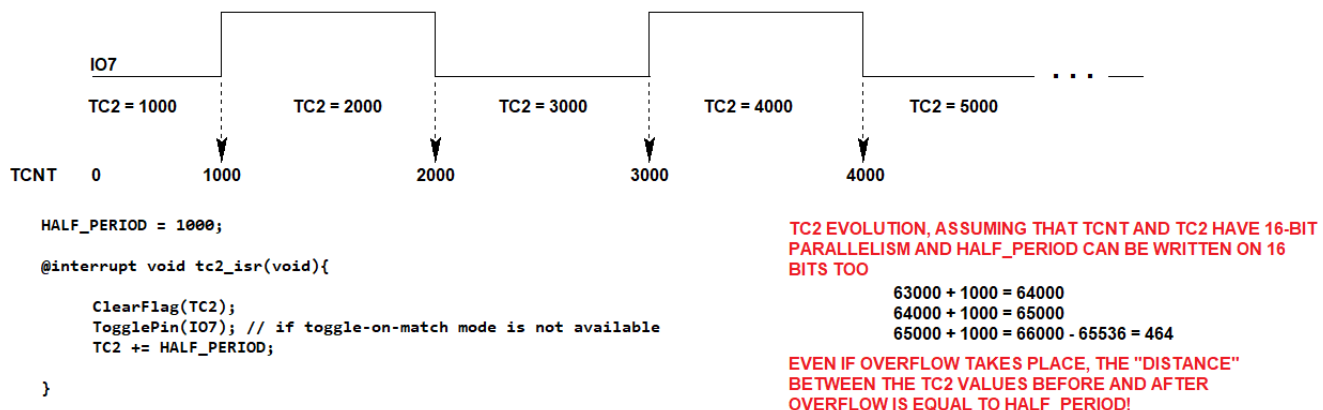 IO7
TC2 = 1000 TC2 = 2000 TC2 = 3000 TC2 = 4000 TC2 = 5000
. . .
TCNT 0 1000 2000 3000 4000
HALF_PERIOD = 1000;
@interrupt void tc2_isr(void){
ClearFlag(TC2);
TogglePin(IO7); // if toggle-on-match mode is not available
TC2 += HALF_PERIOD;
}
TC2 EVOLUTION, ASSUMING THAT TCNT AND TC2 HAVE 16-BIT
PARALLELISM AND HALF_PERIOD CAN BE WRITTEN ON 16
BITS TOO
63000 + 1000 = 64000
64000 + 1000 = 65000
65000 + 1000 = 66000 - 65536 = 464
EVEN IF OVERFLOW TAKES PLACE, THE "DISTANCE"
BETWEEN THE TC2 VALUES BEFORE AND AFTER
OVERFLOW IS EQUAL TO HALF_PERIOD!